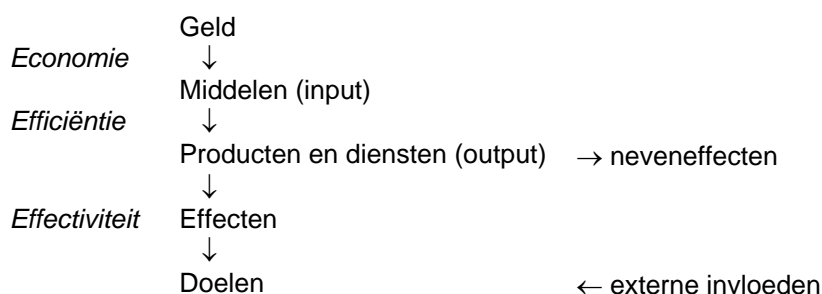 Geld
Economie ↓
Middelen (input)
Efficiëntie ↓
Producten en diensten (output) → neveneffecten
↓
Effectiviteit Effecten
↓
Doelen ← externe invloeden